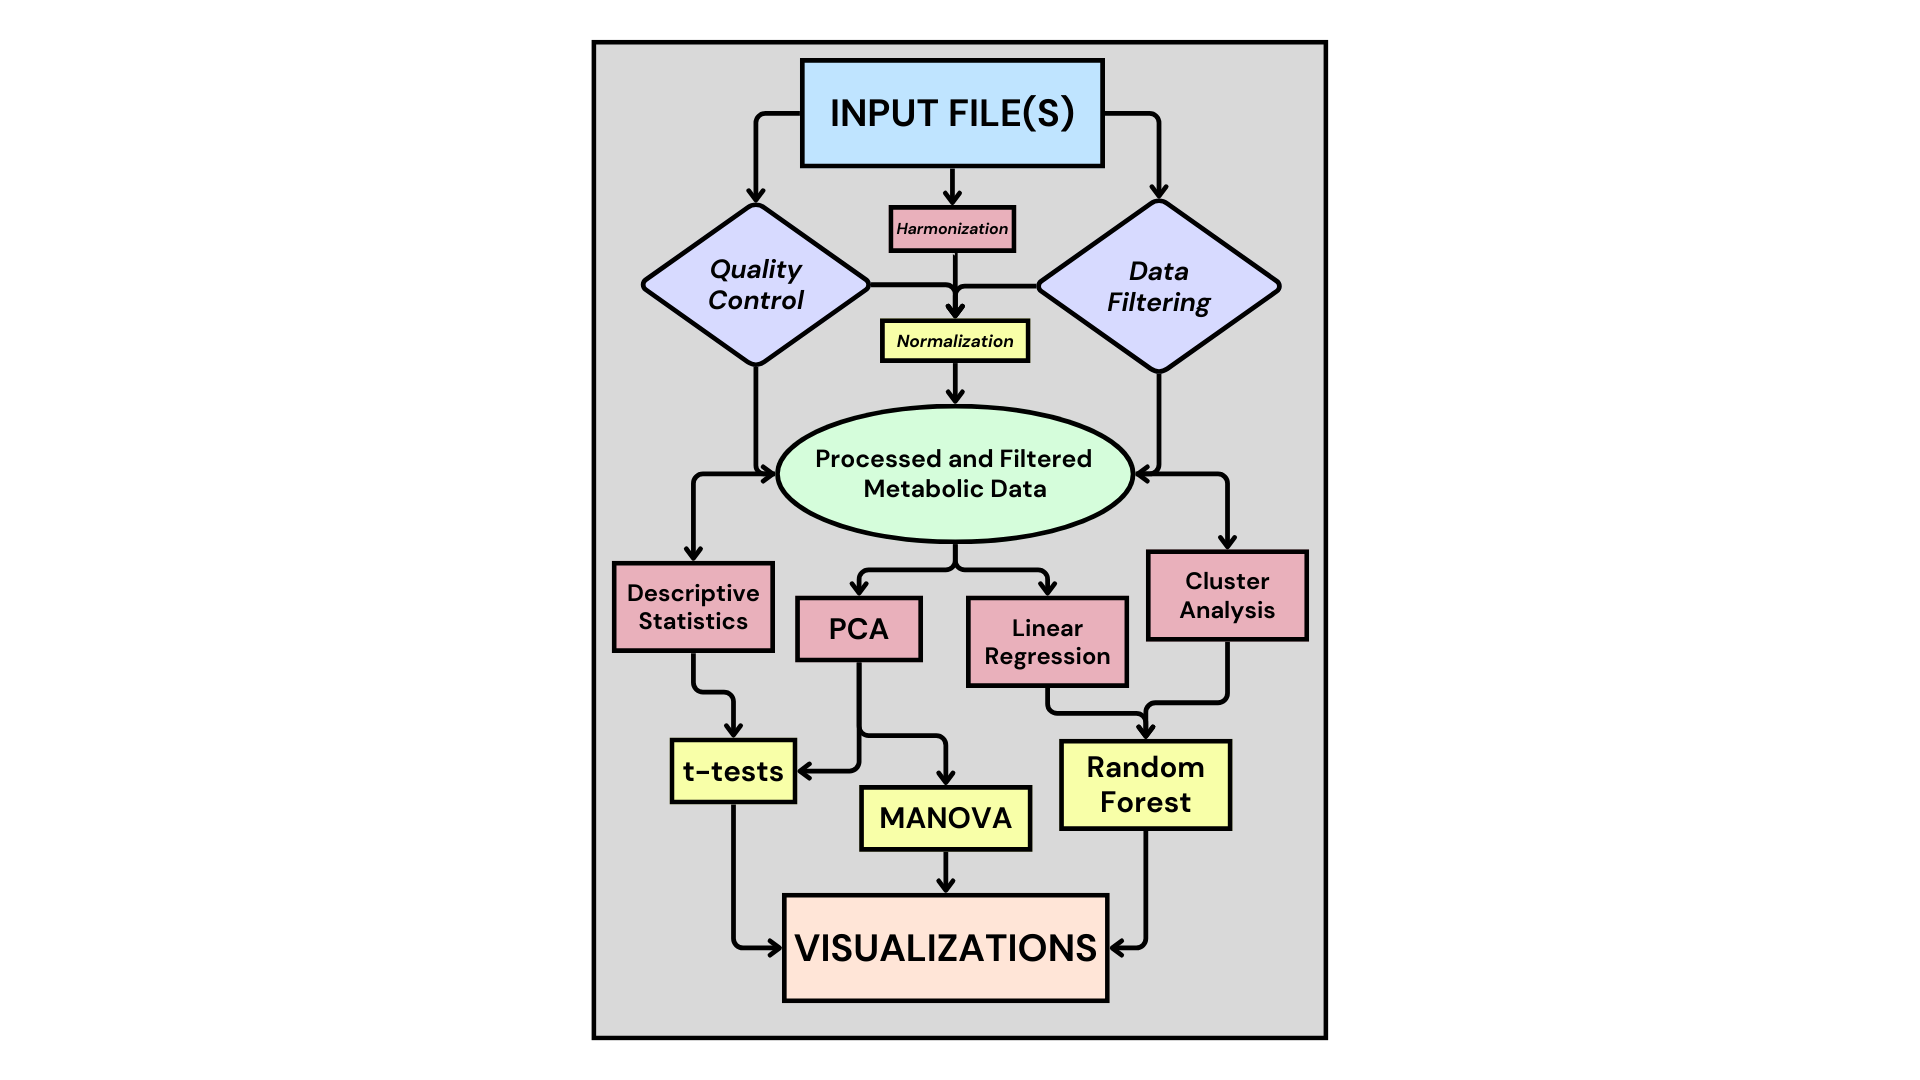 INPUT FILE(S)
Harmonization
Quality
Control
Data
Filtering
Normalization
Processed and Filtered
Metabolic Data
Descriptive
Statistics
PCA
Linear
Regression
Cluster
Analysis
t-tests
MANOVA
Random
Forest
VISUALIZATIONS